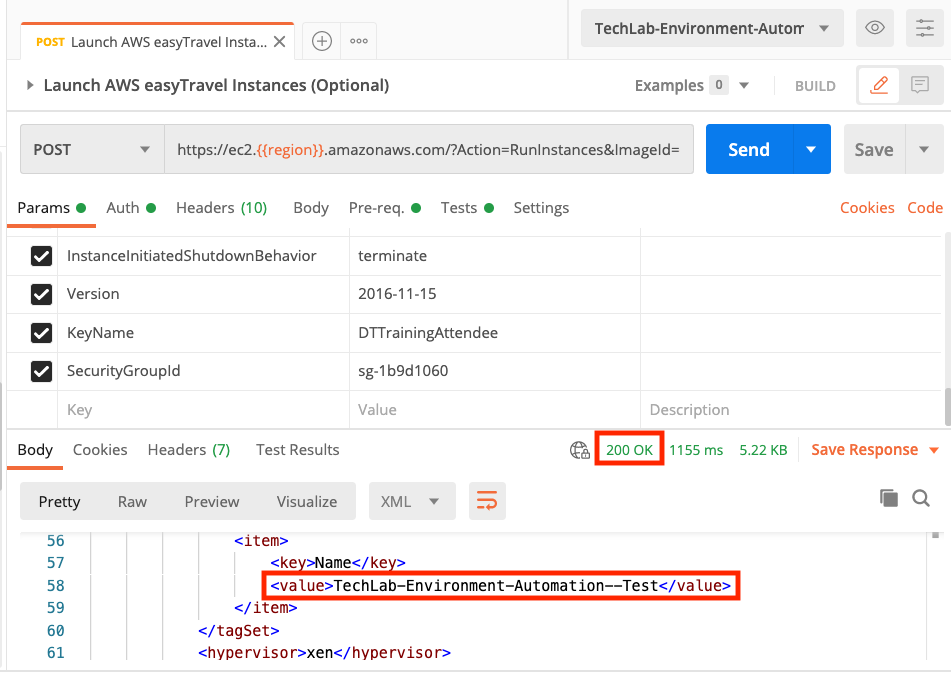 POST Launch AWS easyTravel Insta...
TechLab-Environment-Autom
Launch AWS easyTravel Instances (Optional)
Examples 0
BUILD
POST
https://ec2.{{region}}.amazonaws.com/?Action=RunInstances&ImageId=
Send
Save
Params
Auth
Headers (10)
Body
Pre-req.
Tests
Settings
Cookies
Code
InstanceInitiatedShutdownBehavior terminate
Version 2016-11-15
KeyName DTTrainingAttendee
SecurityGroupId sg-1b9d1060
Key Value Description
Body Cookies Headers (7) Test Results 200 OK 1155 ms 5.22 KB Save Response
Pretty Raw Preview Visualize XML
56 <item>
57 <key>Name</key>
58 <value>TechLab-Environment-Automation--Test</value>
59 </item>
60 </tagSet>
61 <hypervisor>xen</hypervisor>